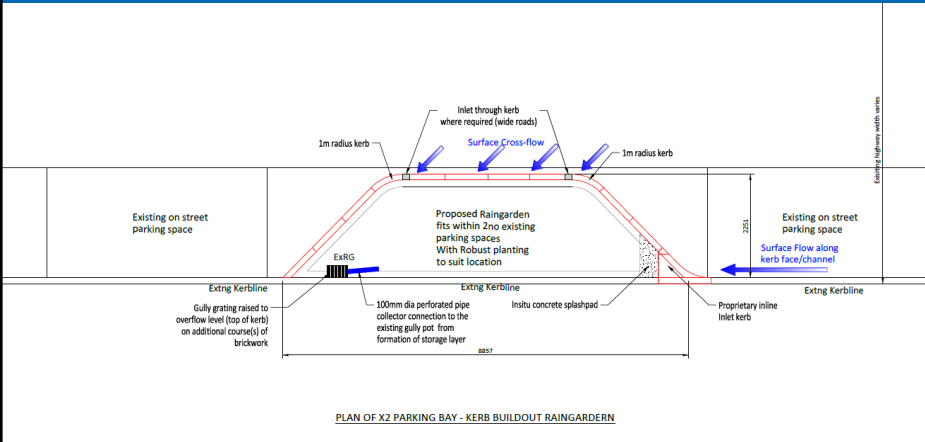 Inlet through kerb
where required (wide roads)
Surface Cross-flow
1m radius kerb
1m radius kerb
Existing highway width varies
Existing on street
parking space
Proposed Raingarden
fits within 2no existing
parking spaces
With Robust planting
to suit location
2251
Existing on street
parking space
Surface Flow along
kerb face/channel
ExRG
Extng Kerbline
Extng Kerbline
Extng Kerbline
Gully grating raised to
overflow level (top of kerb)
on additional course(s) of
brickwork
100mm dia perforated pipe
collector connection to the
existing gully pot from
formation of storage layer
Insitu concrete splashpad
Proprietary inline
Inlet kerb
8857
PLAN OF X2 PARKING BAY - KERB BUILDOUT RAINGARDERN